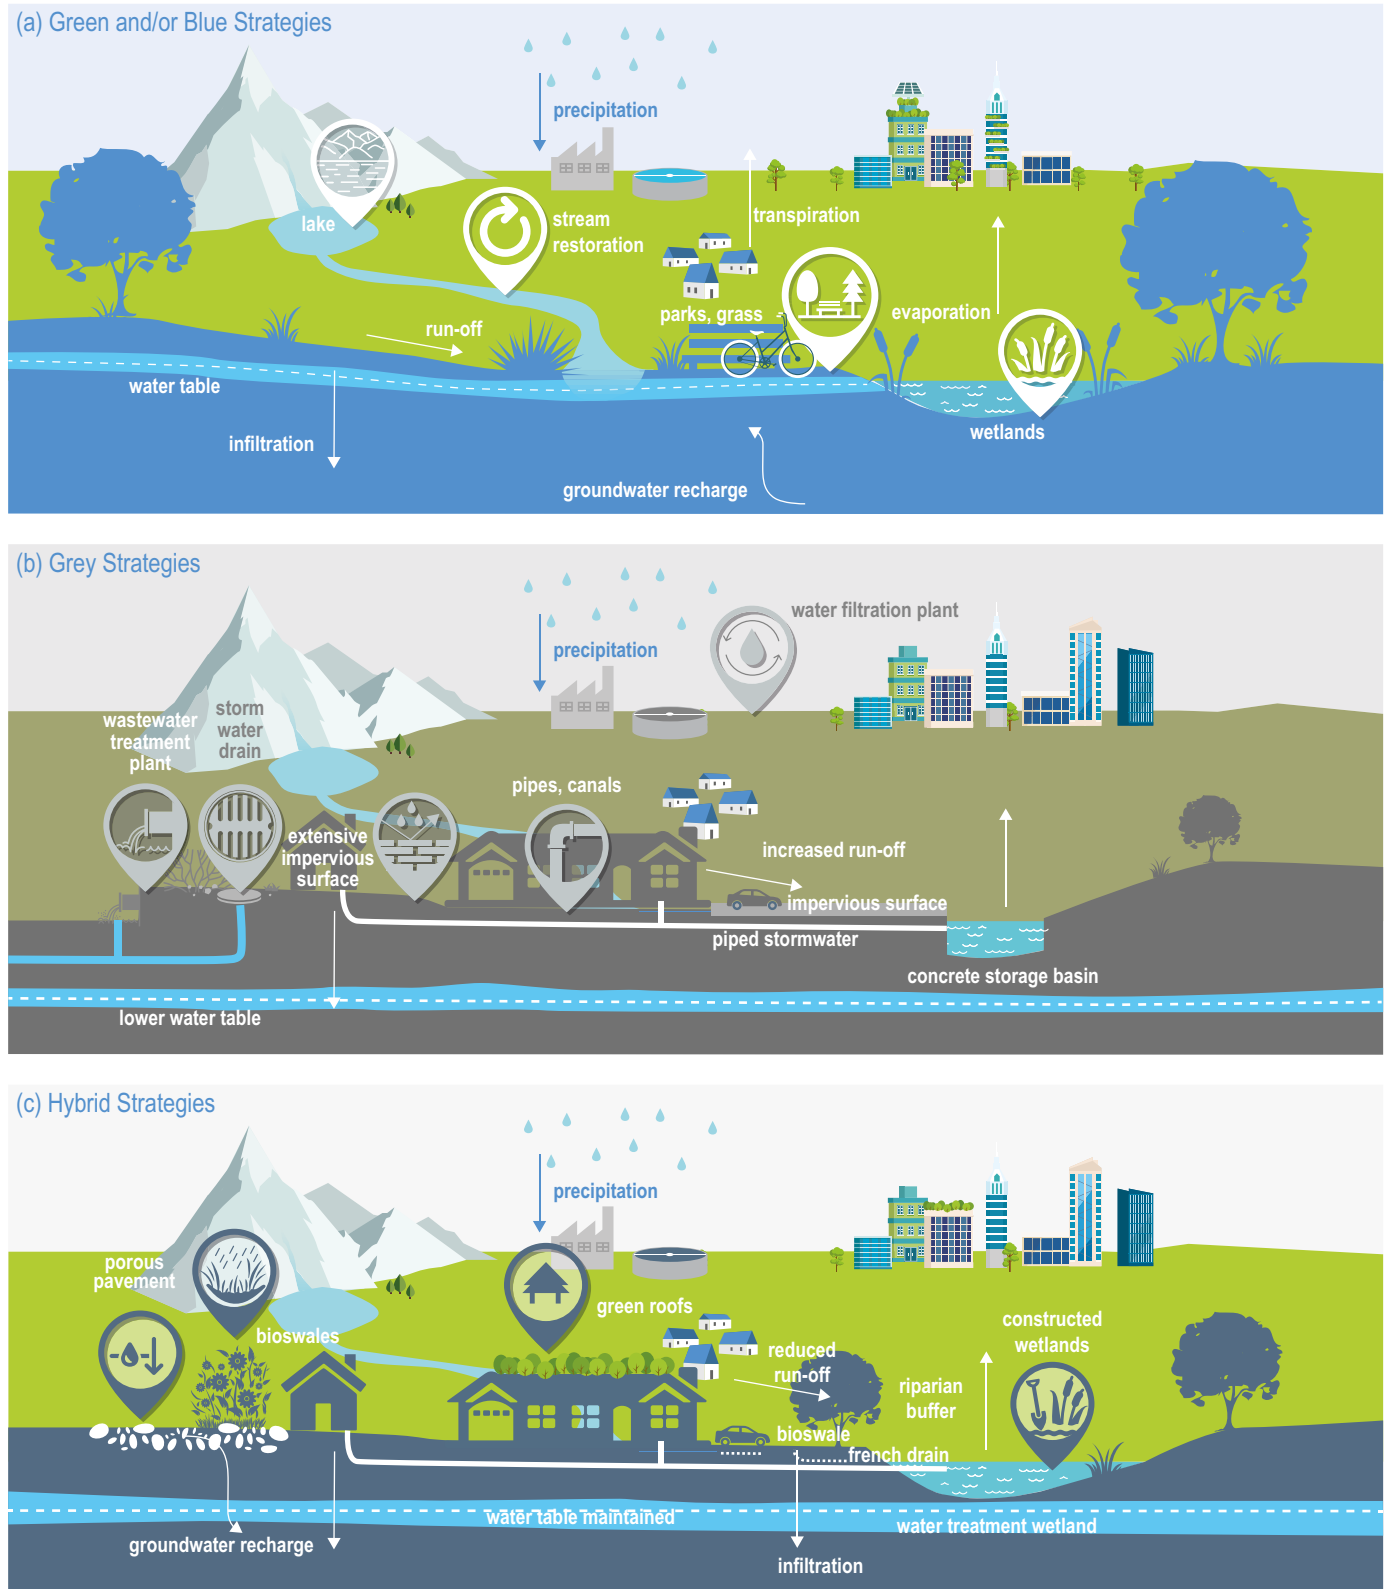 (a) Green and/or Blue Strategies
precipitation
lake
stream
restoration
transpiration
parks, grass
evaporation
run-off
water table
infiltration
wetlands
groundwater recharge
(b) Grey Strategies
water filtration plant
precipitation
storm
water
drain
wastewater
treatment
plant
pipes, canals
extensive
impervious
surface
increased run-off
impervious surface
piped stormwater
concrete storage basin
lower water table
(c) Hybrid Strategies
precipitation
porous
pavement
green roofs
bioswales
constructed
wetlands
reduced
run-off
riparian
buffer
bioswale
french drain
water table maintained
water treatment wetland
groundwater recharge
infiltration